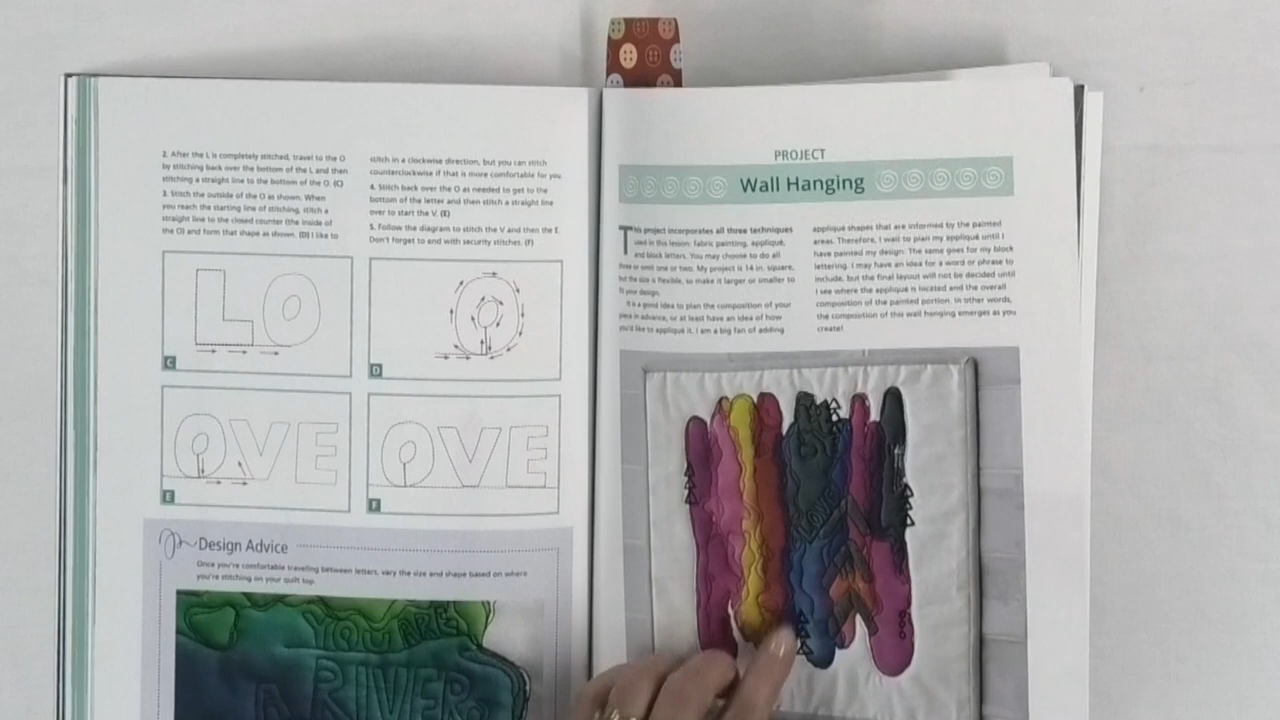 2. After the L is completely stitched, travel to the O
by stitching back over the bottom of the L and then
stitching a straight line to the bottom of the O. (C)
3. Stitch the outside of the O as shown. When
you reach the starting line of stitching, stitch a
straight line to the closed counter (the inside of
the O) and form that shape as shown. (D) I like to
stitch in a clockwise direction, but you can stitch
counterclockwise if that is more comfortable for you.
4. Stitch back over the O as needed to get to the
bottom of the letter and then stitch a straight line
over to start the V. (E)
5. Follow the diagram to stitch the V and then the E.
Don't forget to end with security stitches. (F)
LO
C
O
D
OVE
E
OVE
F
Design Advice
Once you're comfortable traveling between letters, vary the size and shape based on where
you're stitching on your quilt top.
YOU ARE
A RIVER
PROJECT
Wall Hanging
This project incorporates all three techniques
used in this lesson: fabric painting, appliqué,
and block letters. You may choose to do all
three or omit one or two. My project is 14 in. square,
but the size is flexible, so make it larger or smaller to
fit your design.
It is a good idea to plan the composition of your
piece in advance, or at least have an idea of how
you'd like to appliqué it. I am a big fan of adding
appliqué shapes that are informed by the painted
areas. Therefore, I wait to plan my appliqué until I
have painted my design. The same goes for my block
lettering. I may have an idea for a word or phrase to
include, but the final layout will not be decided until
I see where the appliqué is located and the overall
composition of the painted portion. In other words,
the composition of this wall hanging emerges as you
create!
LOVE